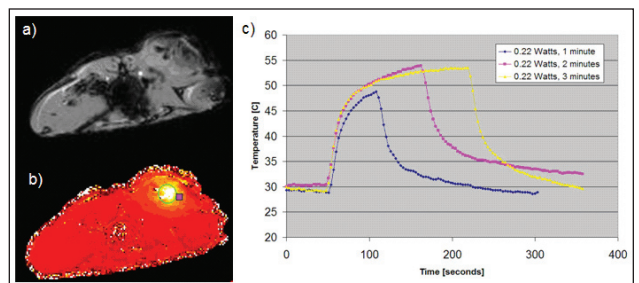 a)
b)
c)
Temperature [C]
60
55
50
45
40
35
30
25
20
0 100 200 300 400
Time [seconds]
0.22 Watts, 1 minute
0.22 Watts, 2 minutes
0.22 Watts, 3 minutes